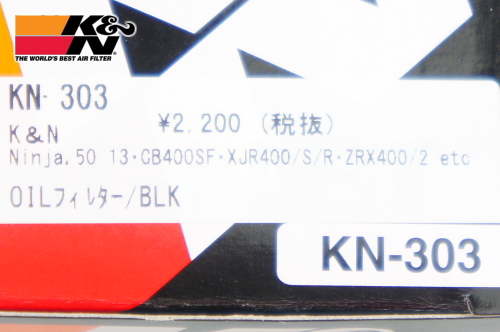 K&N
THE WORLD'S BEST AIR FILTER
KN- 303
¥2,200 (税抜)
K&N
Ninja.50 13・CB400SF・XJR400/S/R・ZRX400/2 etc
OILフィルター/BLK
KN-303